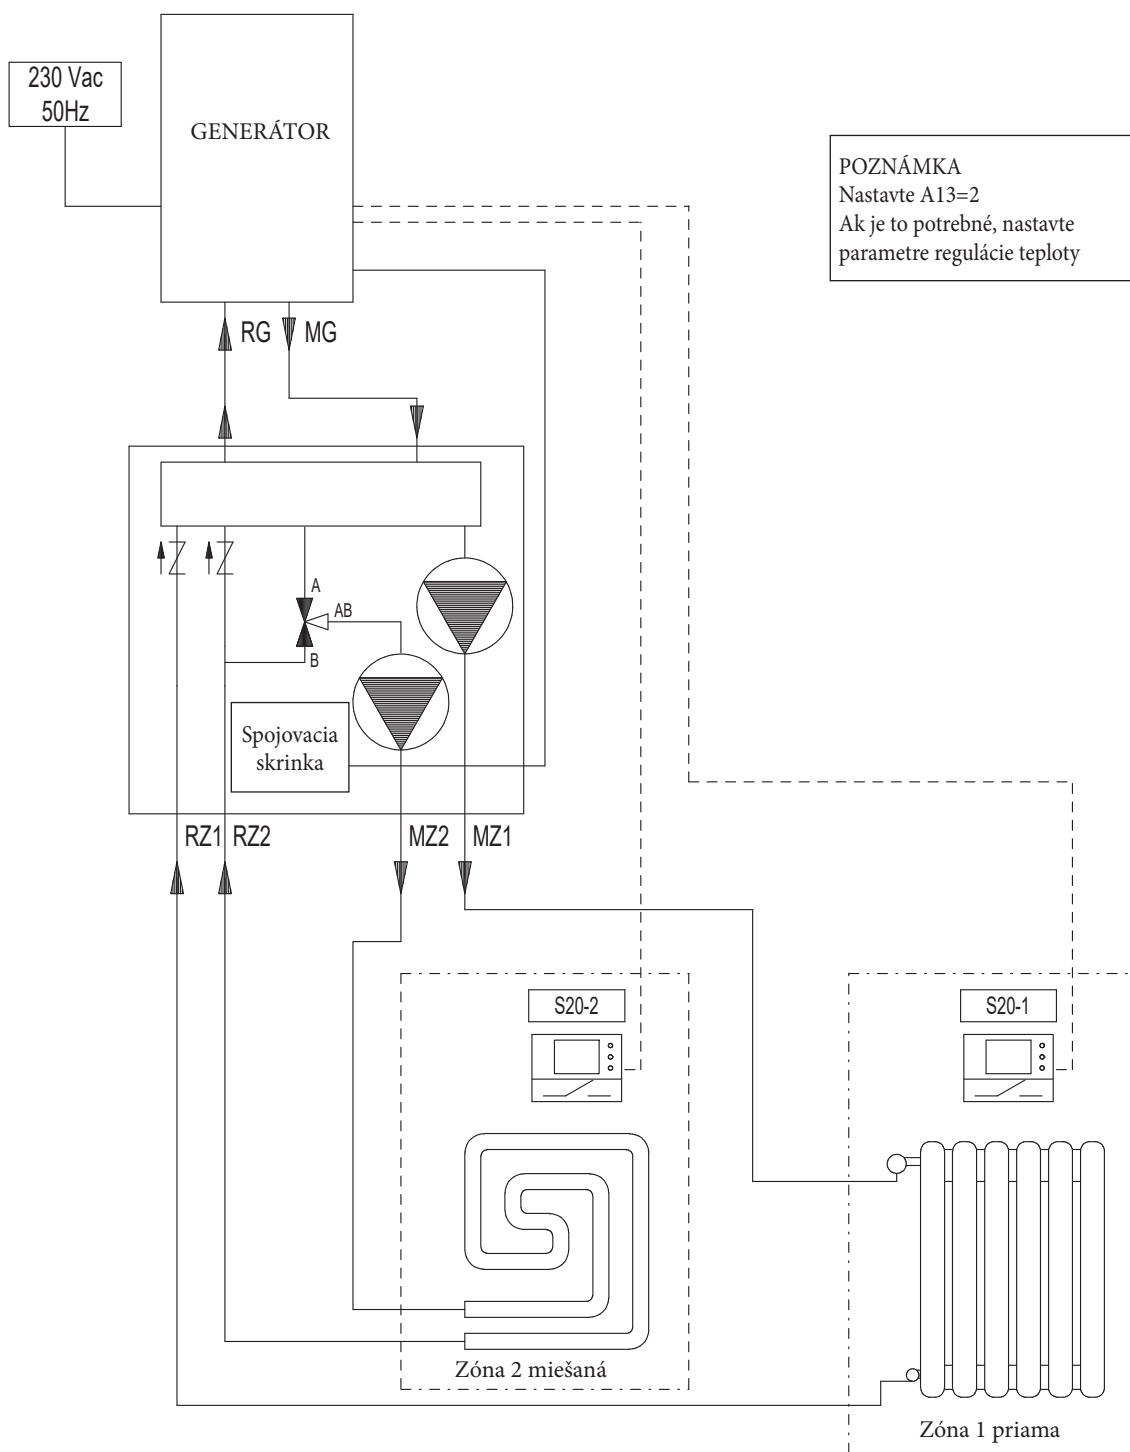 230 Vac
50Hz
GENERÁTOR
POZNÁMKA
Nastavte A13=2
Ak je to potrebné, nastavte
parametre regulácie teploty
RG
MG
A
AB
B
Spojovacia
skrinka
RZ1
RZ2
MZ2
MZ1
S20-2
S20-1
Zóna 2 miešaná
Zóna 1 priama